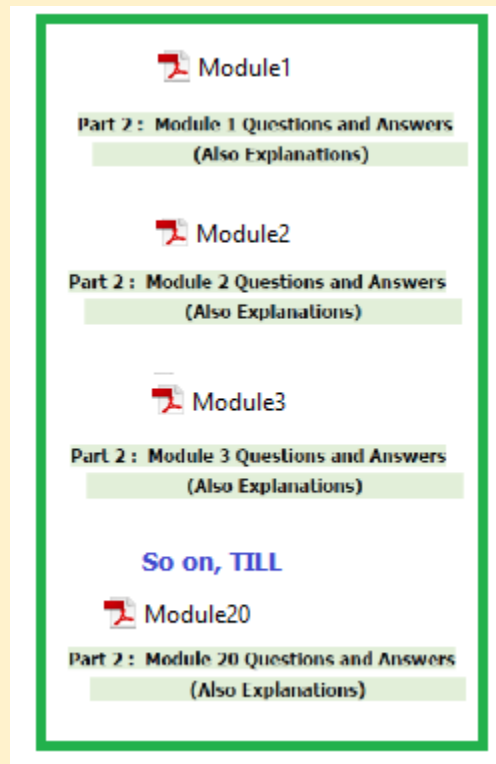 Module1
Part 2 : Module 1 Questions and Answers
(Also Explanations)
Module2
Part 2 : Module 2 Questions and Answers
(Also Explanations)
Module3
Part 2 : Module 3 Questions and Answers
(Also Explanations)
So on, TILL
Module20
Part 2 : Module 20 Questions and Answers
(Also Explanations)